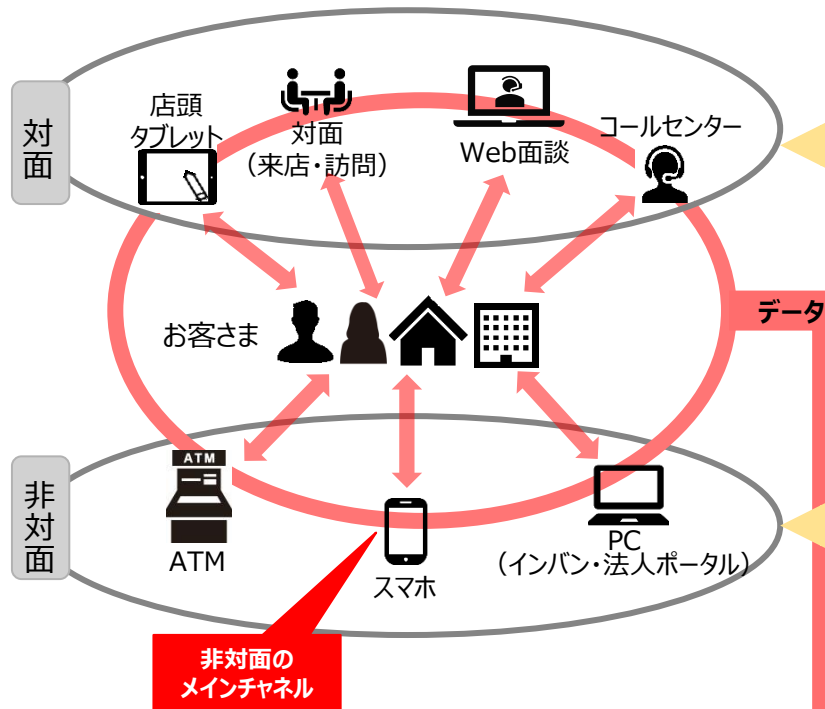 対面
店頭
タブレット
対面
（来店・訪問）
Web面談
コールセンター
お客さま
データ
非対面
ATM
ATM
スマホ
PC
（インバン・法人ポータル）
非対面の
メインチャネル